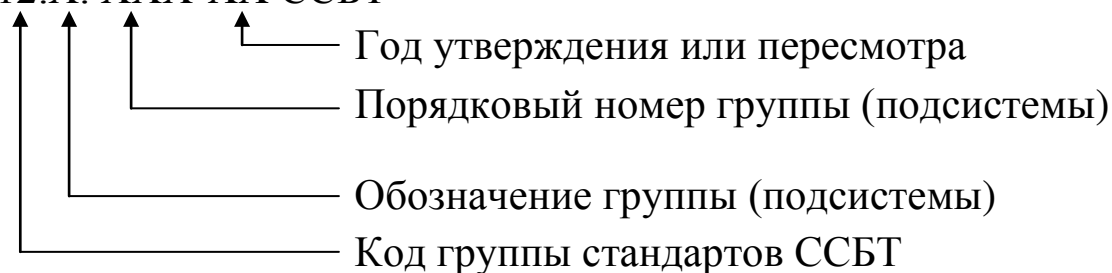 Год утверждения или пересмотра
Порядковый номер группы (подсистемы)
Обозначение группы (подсистемы)
Код группы стандартов ССБТ